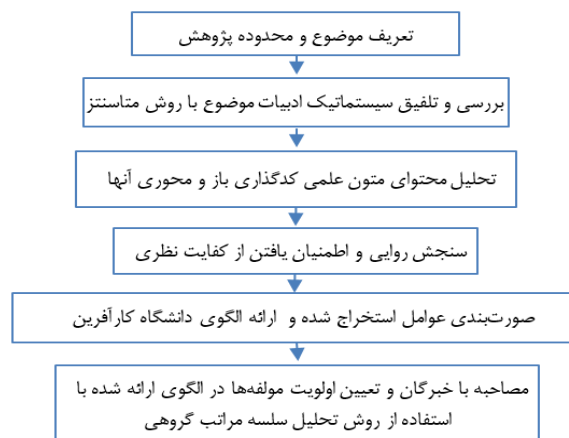 تعریف موضوع و محدوده پژوهش
بررسی و تلفیق سیستماتیک ادبیات موضوع با روش متاسنتز
تحلیل محتوای متون علمی کدگذاری باز و محوری آنها
سنجش روایی و اطمنیان یافتن از کفایت نظری
صورت‌بندی عوامل استخراج شده و ارائه الگوی دانشگاه کارآفرین
مصاحبه با خبرگان و تعیین اولویت مولفه‌ها در الگوی ارائه شده با
استفاده از روش تحلیل سلسه مراتب گروهی